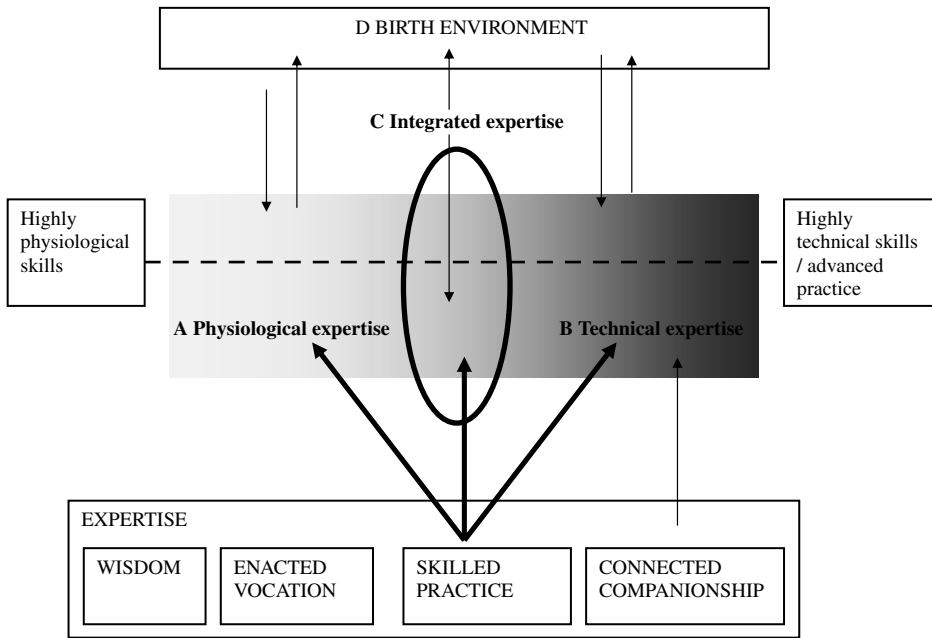 D BIRTH ENVIRONMENT
C Integrated expertise
Highly
physiological
skills
Highly
technical skills
/ advanced
practice
A Physiological expertise
B Technical expertise
EXPERTISE
WISDOM
ENACTED
VOCATION
SKILLED
PRACTICE
CONNECTED
COMPANIONSHIP